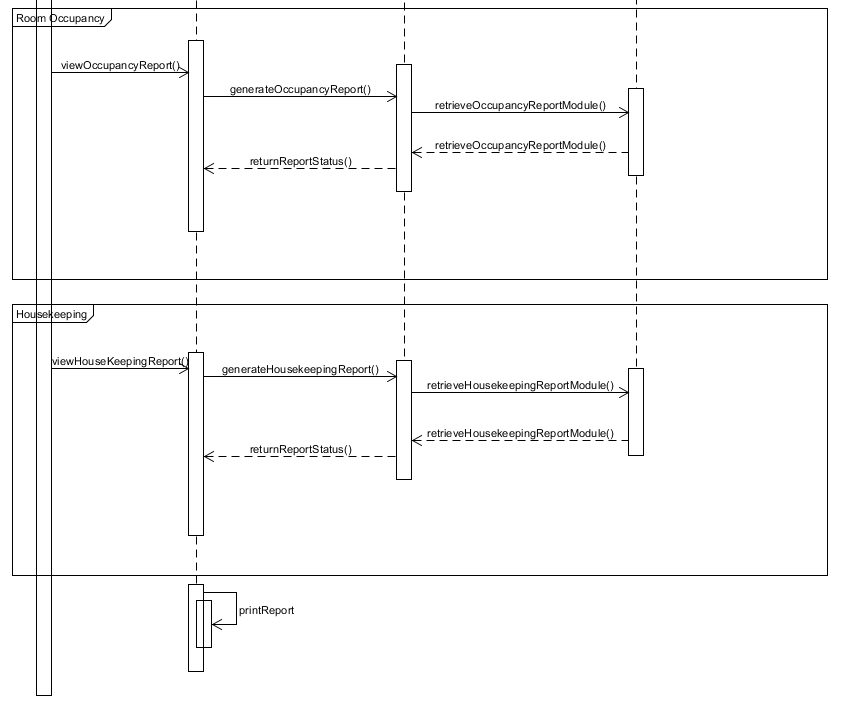 Room Occupancy
viewOccupancyReport()
generateOccupancyReport()
retrieveOccupancyReportModule()
retrieveOccupancyReportModule()
returnReportStatus()
Housekeeping
viewHouseKeepingReport()
generateHousekeepingReport()
retrieveHousekeepingReportModule()
retrieveHousekeepingReportModule()
returnReportStatus()
printReport